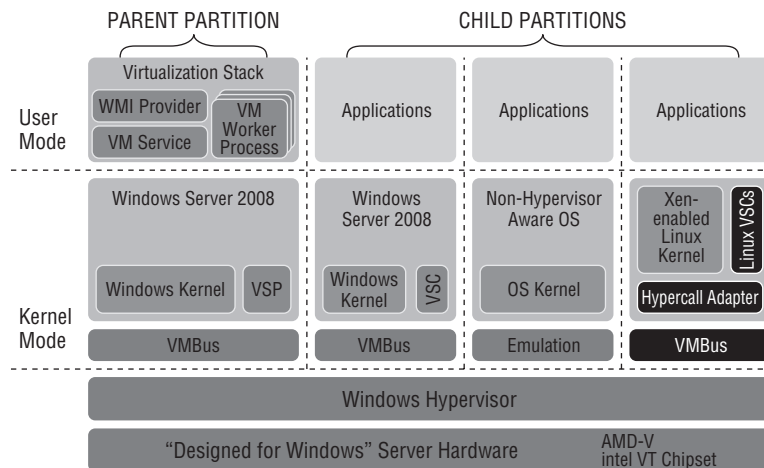 PARENT PARTITION
CHILD PARTITIONS
User
Mode
Virtualization Stack
WMI Provider
VM Service
VM
Worker
Process
Applications
Applications
Applications
Kernel
Mode
Windows Server 2008
Windows Kernel
VSP
VMBus
Windows
Server 2008
Windows
Kernel
VSC
VMBus
Non-Hypervisor
Aware OS
OS Kernel
Emulation
Xen-
enabled
Linux
Kernel
Linux VSCs
Hypercall Adapter
VMBus
Windows Hypervisor
“Designed for Windows” Server Hardware
AMD-V
intel VT Chipset